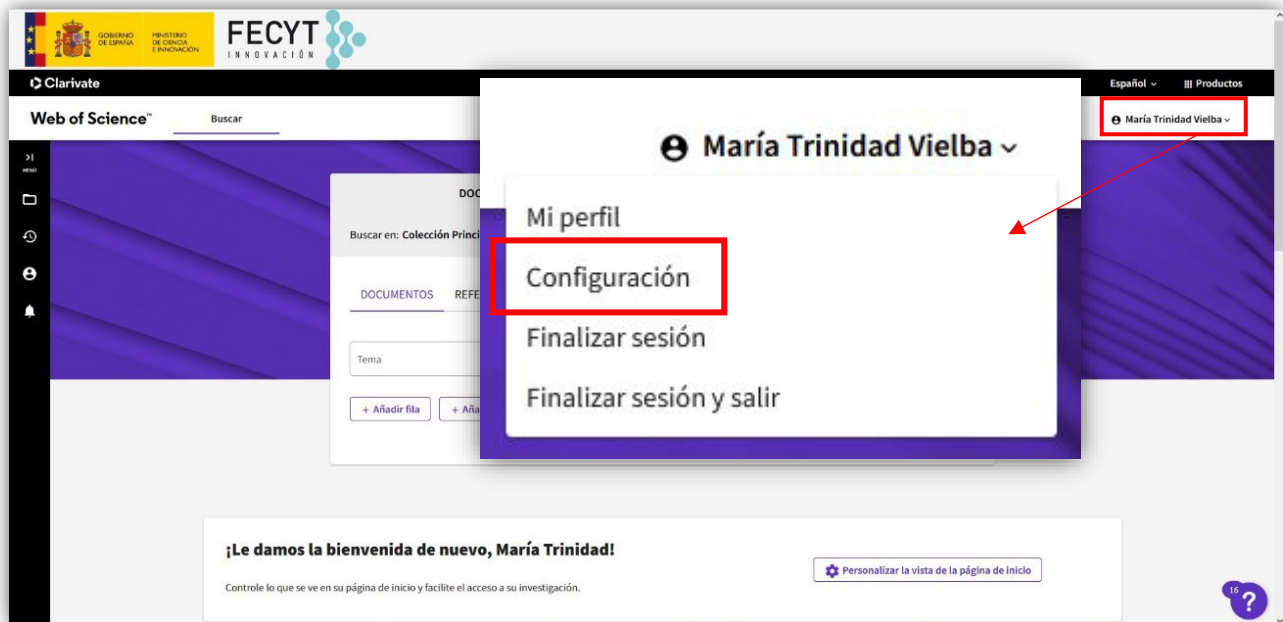 GOBIERNO DE ESPAÑA
MINISTERIO DE CIENCIA E INNOVACIÓN
FECYT
INNOVACIÓN
Clarivate
Español
Productos
Web of Science™
Buscar
María Trinidad Vielba
María Trinidad Vielba
Mi perfil
Configuración
Finalizar sesión
Finalizar sesión y salir
MENÚ
DOC
Buscar en: Colección Princi
DOCUMENTOS
REFE
Tema
+ Añadir fila
+ Aña
¡Le damos la bienvenida de nuevo, María Trinidad!
Controle lo que se ve en su página de inicio y facilite el acceso a su investigación.
Personalizar la vista de la página de inicio
16
?